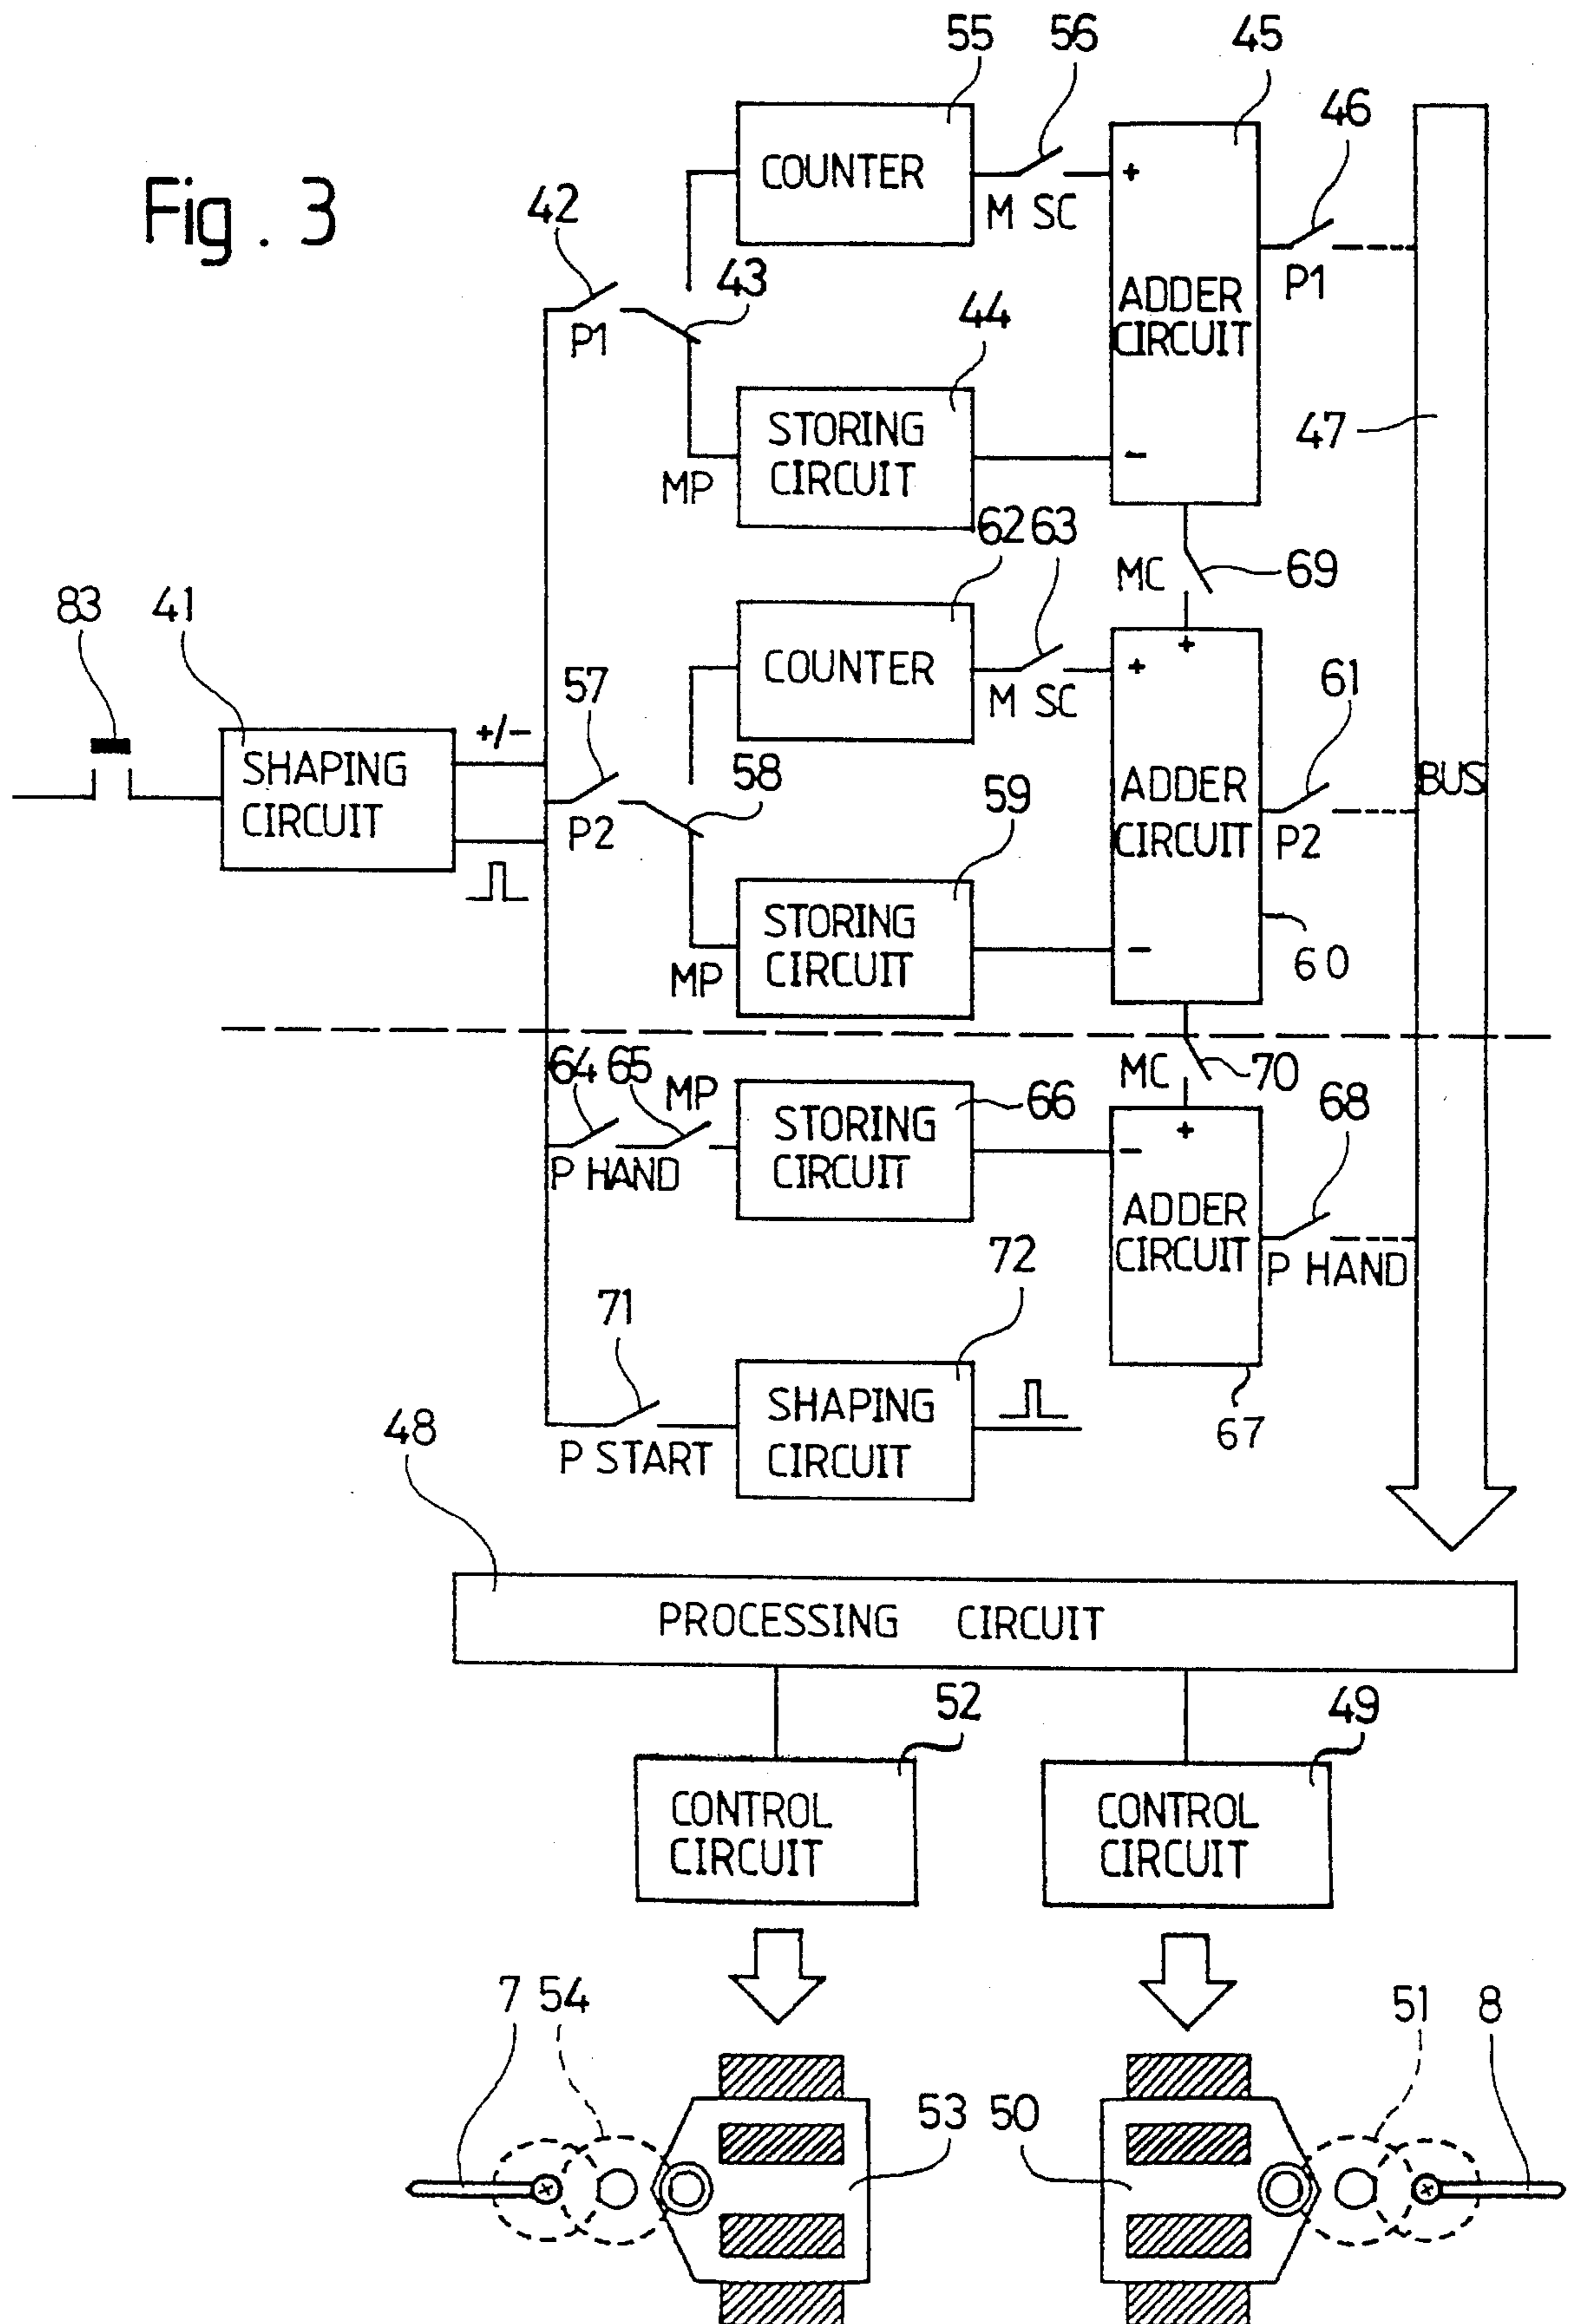 Fig. 3
55 56 45
46
COUNTER
M SC
+
42
P1
43
P1
ADDER
CIRCUIT
44
STORING
CIRCUIT
MP
−
47
62 63
MC
69
83 41
COUNTER
M SC
+
+
57
P2
58
61
+/−
SHAPING
CIRCUIT
ADDER
CIRCUIT
P2
BUS
59
STORING
CIRCUIT
MP
−
60
64 65 MP
MC
70
P HAND
STORING
CIRCUIT
66
−
+
68
ADDER
CIRCUIT
P HAND
71
72
P START
SHAPING
CIRCUIT
67
48
PROCESSING CIRCUIT
52
49
CONTROL
CIRCUIT
CONTROL
CIRCUIT
7 54
51 8
53 50